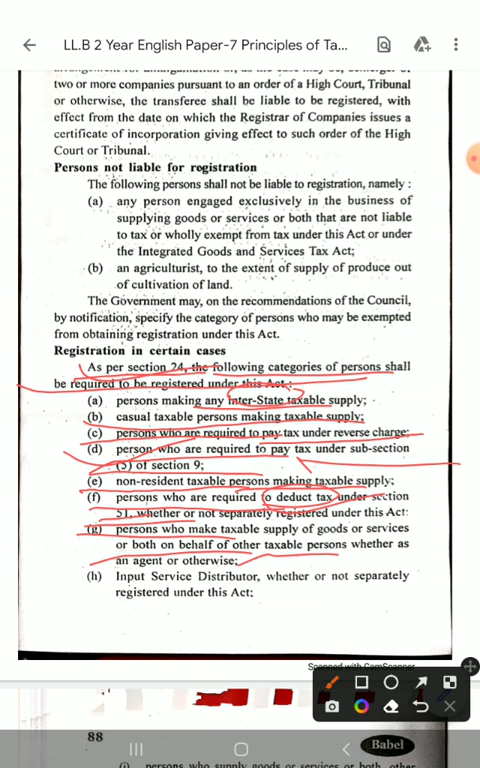 LL.B 2 Year English Paper-7 Principles of Ta...
two or more companies pursuant to an order of a High Court, Tribunal
or otherwise, the transferee shall be liable to be registered, with
effect from the date on which the Registrar of Companies issues a
certificate of incorporation giving effect to such order of the High
Court or Tribunal.
Persons not liable for registration
The following persons shall not be liable to registration, namely :
(a) any person engaged exclusively in the business of
supplying goods or services or both that are not liable
to tax or wholly exempt from tax under this Act or under
the Integrated Goods and Services Tax Act;
(b) an agriculturist, to the extent of supply of produce out
of cultivation of land.
The Government may, on the recommendations of the Council,
by notification, specify the category of persons who may be exempted
from obtaining registration under this Act.
Registration in certain cases
As per section 24, the following categories of persons shall
be required to be registered under this Act,:
(a) persons making any inter-State taxable supply;
(b) casual taxable persons making taxable supply;
(c) persons who are required to pay tax under reverse charge;
(d) person who are required to pay tax under sub-section
(5) of section 9;
(e) non-resident taxable persons making taxable supply;
(f) persons who are required to deduct tax under section
51, whether or not separately registered under this Act:
(g) persons who make taxable supply of goods or services
or both on behalf of other taxable persons whether as
an agent or otherwise;
(h) Input Service Distributor, whether or not separately
registered under this Act;
Scanned with CamScanner
88
Babel
(i) persons who supply goods or services or both, other